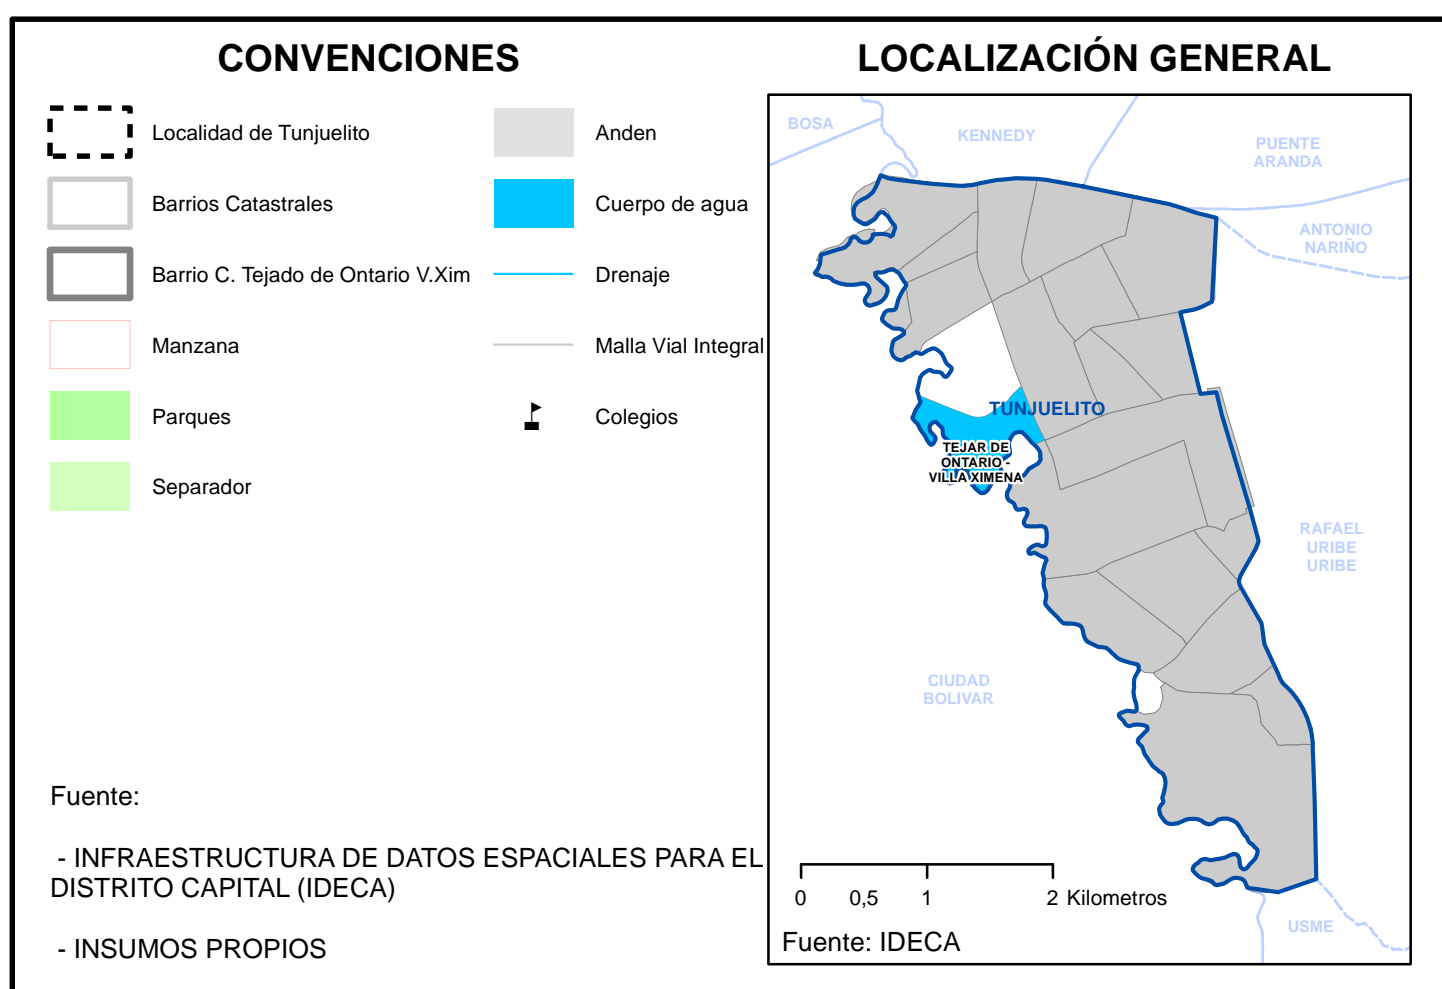 CONVENCIONES
Localidad de Tunjuelito
Barrios Catastrales
Barrio C. Tejado de Ontario V.Xim
Manzana
Parques
Separador
Anden
Cuerpo de agua
Drenaje
Malla Vial Integral
Colegios
Fuente:
- INFRAESTRUCTURA DE DATOS ESPACIALES PARA EL
DISTRITO CAPITAL (IDECA)
- INSUMOS PROPIOS
LOCALIZACIÓN GENERAL
BOSA
KENNEDY
PUENTE
ARANDA
ANTONIO
NARIÑO
TUNJUELITO
TEJAR DE
ONTARIO -
VILLA XIMENA
RAFAEL
URIBE
URIBE
CIUDAD
BOLIVAR
USME
0 0,5 1 2 Kilometros
Fuente: IDECA